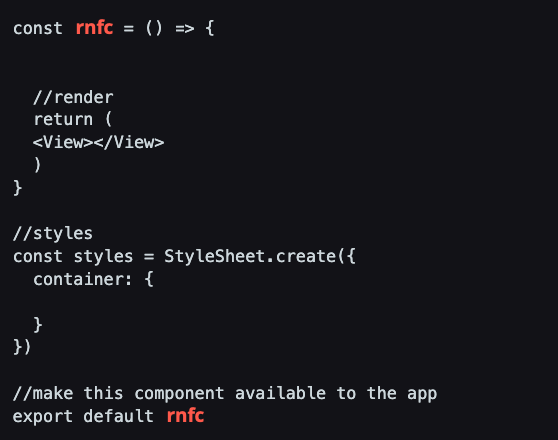 const rnfc = () => {
//render
return (
<View></View>
)
}
//styles
const styles = StyleSheet.create({
container: {
}
})
//make this component available to the app
export default rnfc